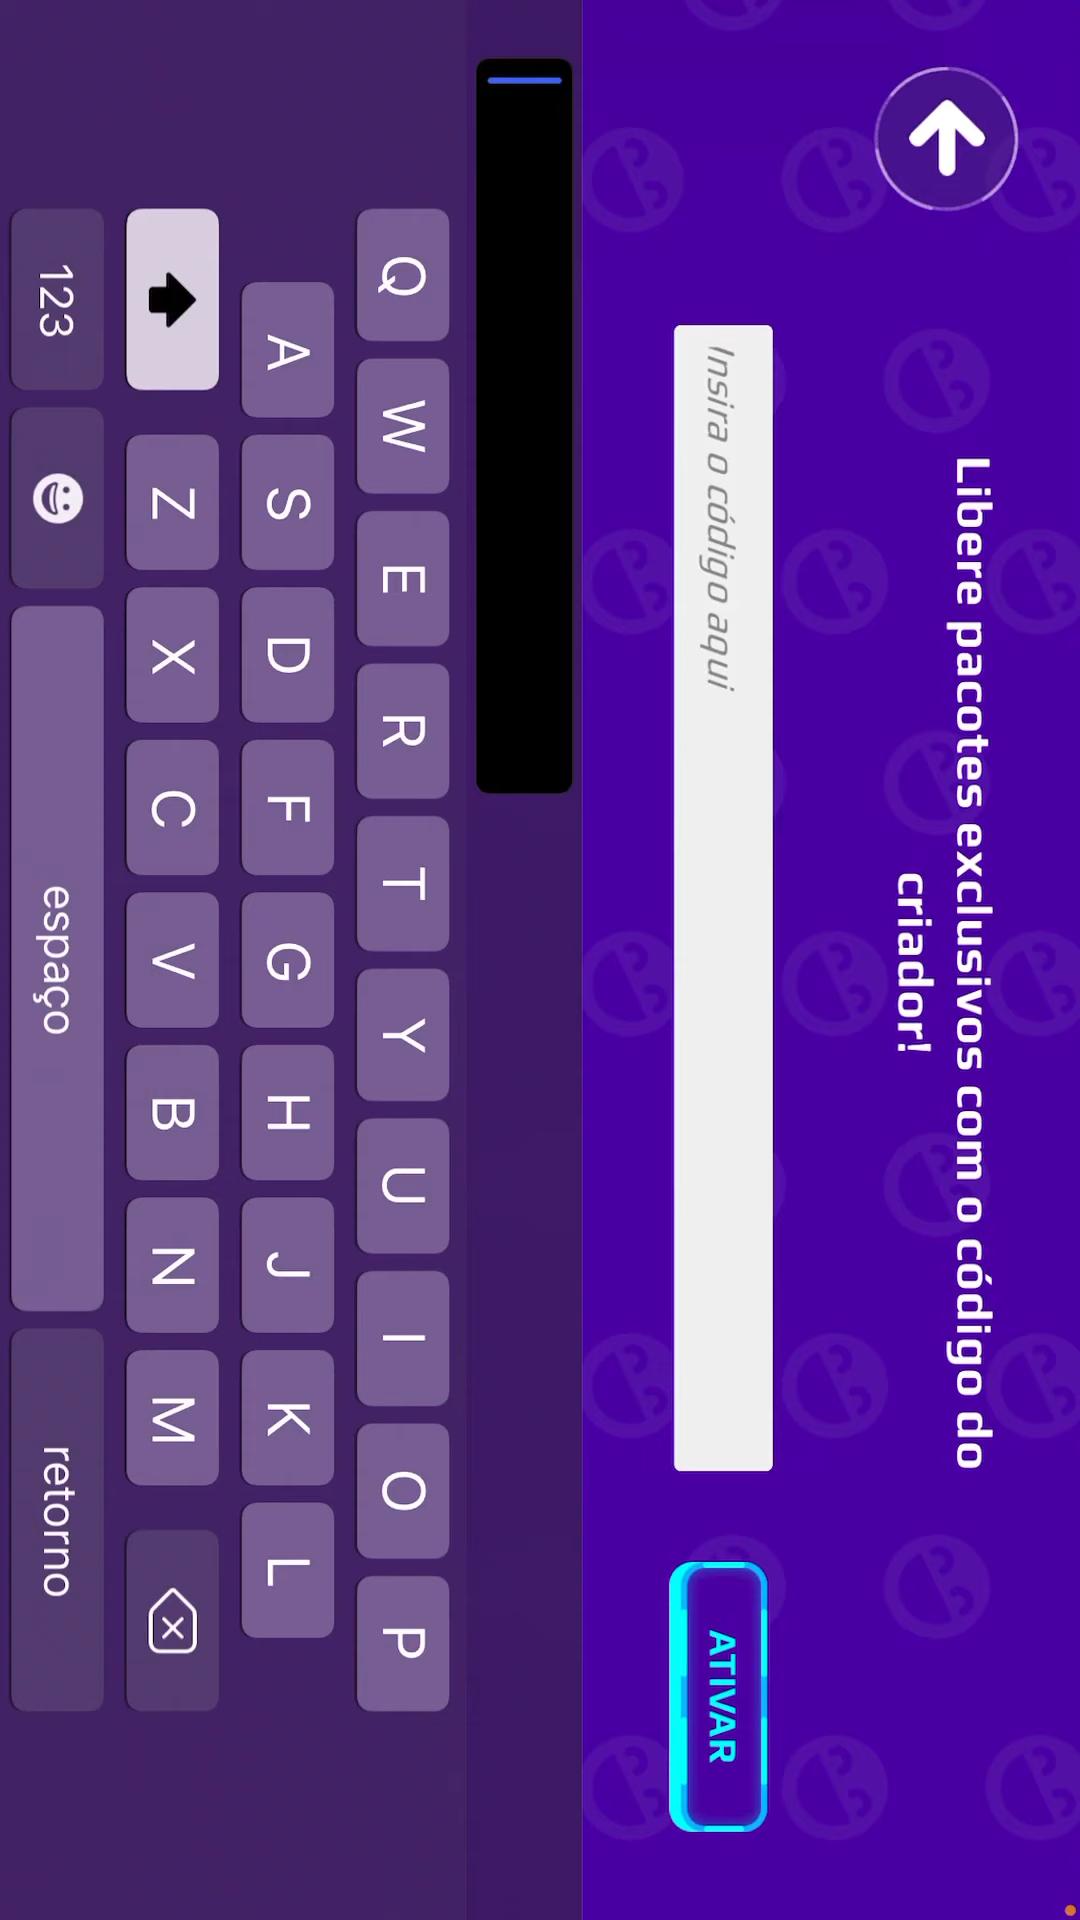 Libere pacotes exclusivos com o código do
criador!
Insira o código aqui
ATIVAR
Q W E R T Y U I O P
A S D F G H J K L
Z X C V B N M
123
espaço
retorno